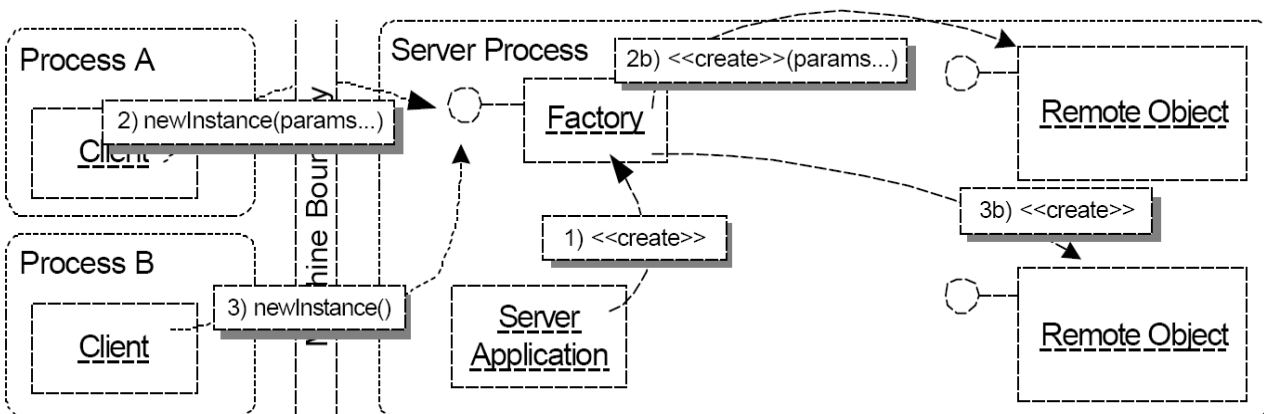 Process A
Client
2) newInstance(params...)
Process B
Client
3) newInstance()
Server Process
Factory
2b) <<create>>(params...)
1) <<create>>
Server
Application
Remote Object
3b) <<create>>
Remote Object